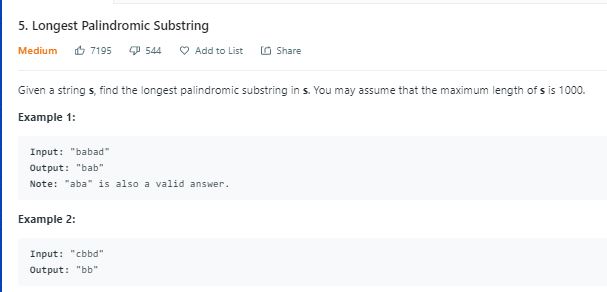 5. Longest Palindromic Substring
Medium 7195 544 Add to List Share
Given a string s, find the longest palindromic substring in s. You may assume that the maximum length of s is 1000.
Example 1:
Input: "babad"
Output: "bab"
Note: "aba" is also a valid answer.
Example 2:
Input: "cbbd"
Output: "bb"